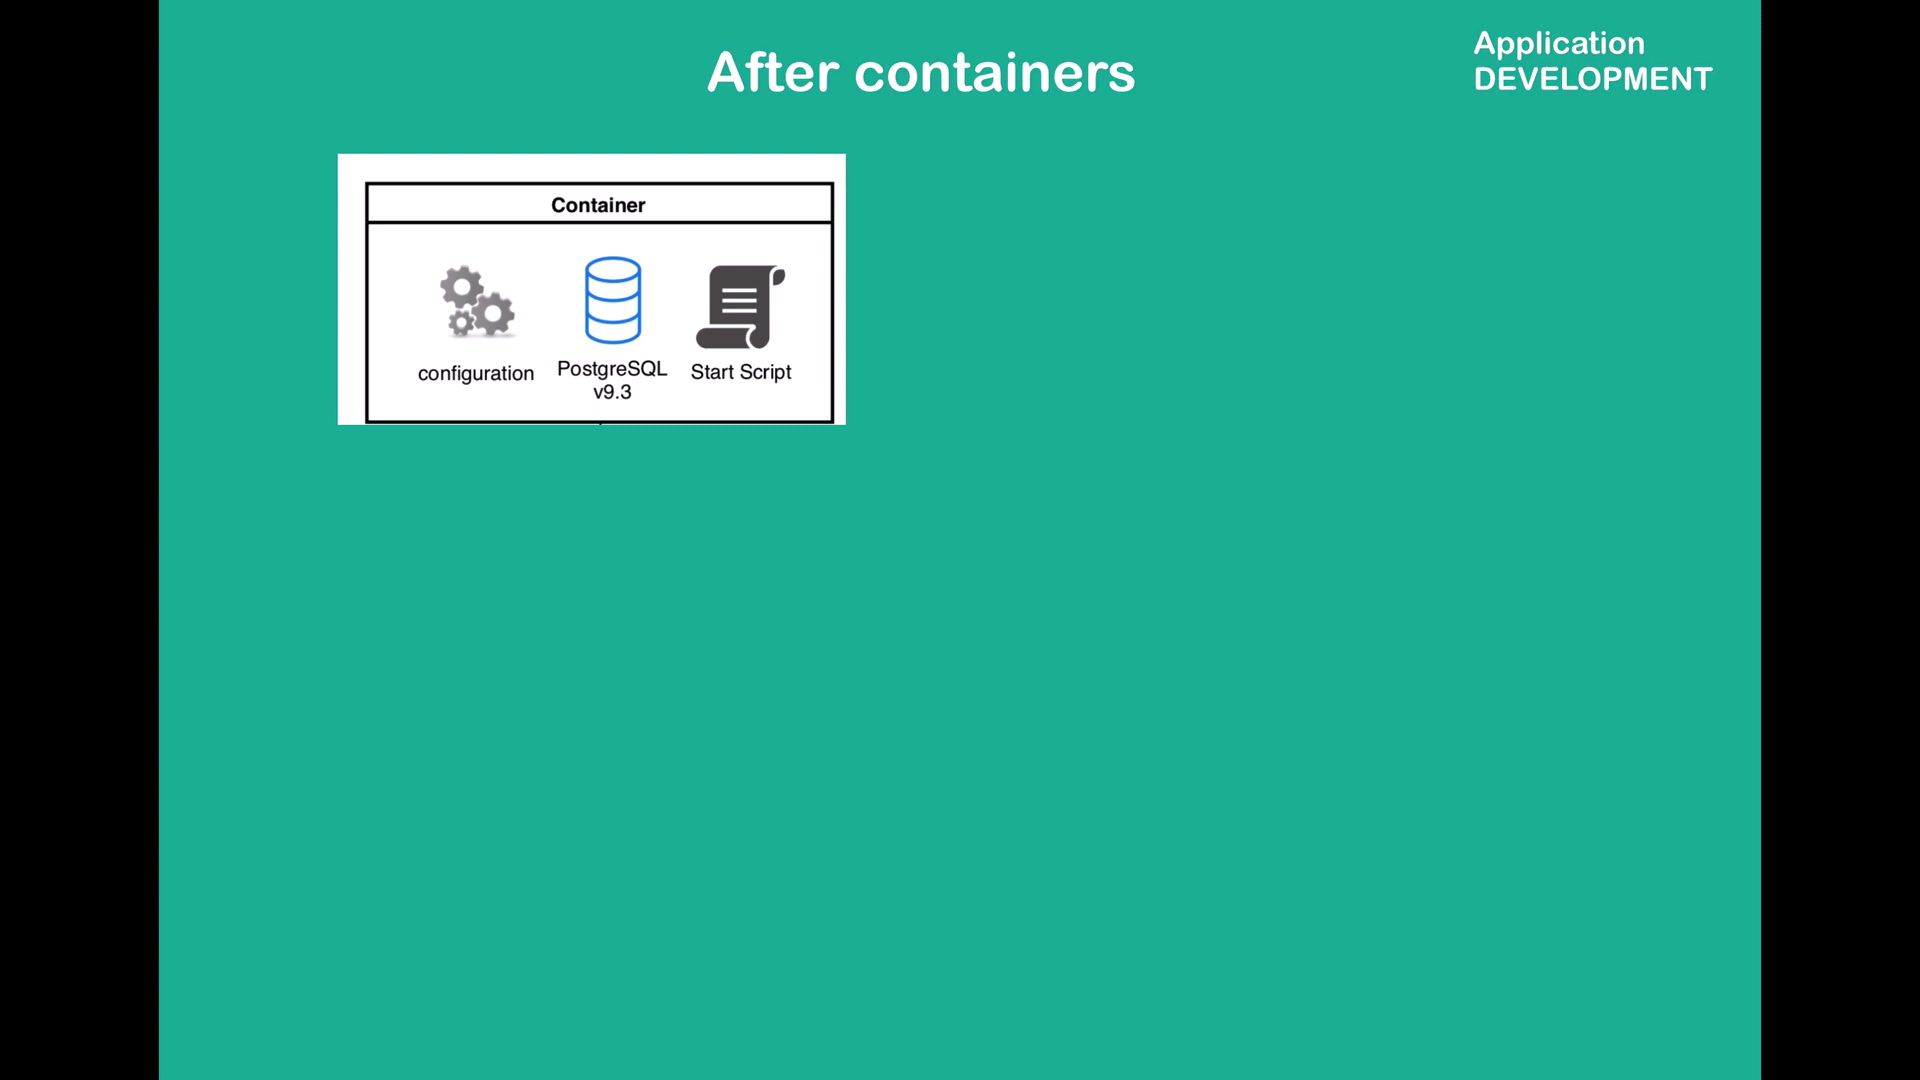 After containers
Application
DEVELOPMENT
Container
configuration
PostgreSQL
v9.3
Start Script